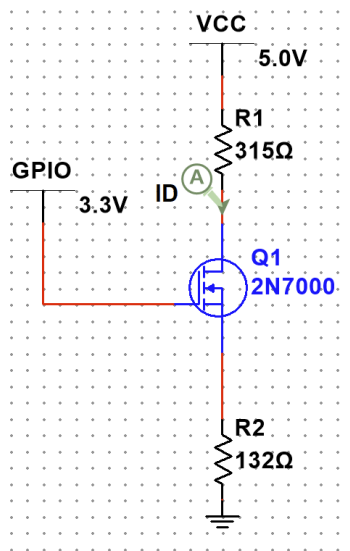 VCC
5.0V
R1
315Ω
GPIO
3.3V
A
ID
Q1
2N7000
R2
132Ω